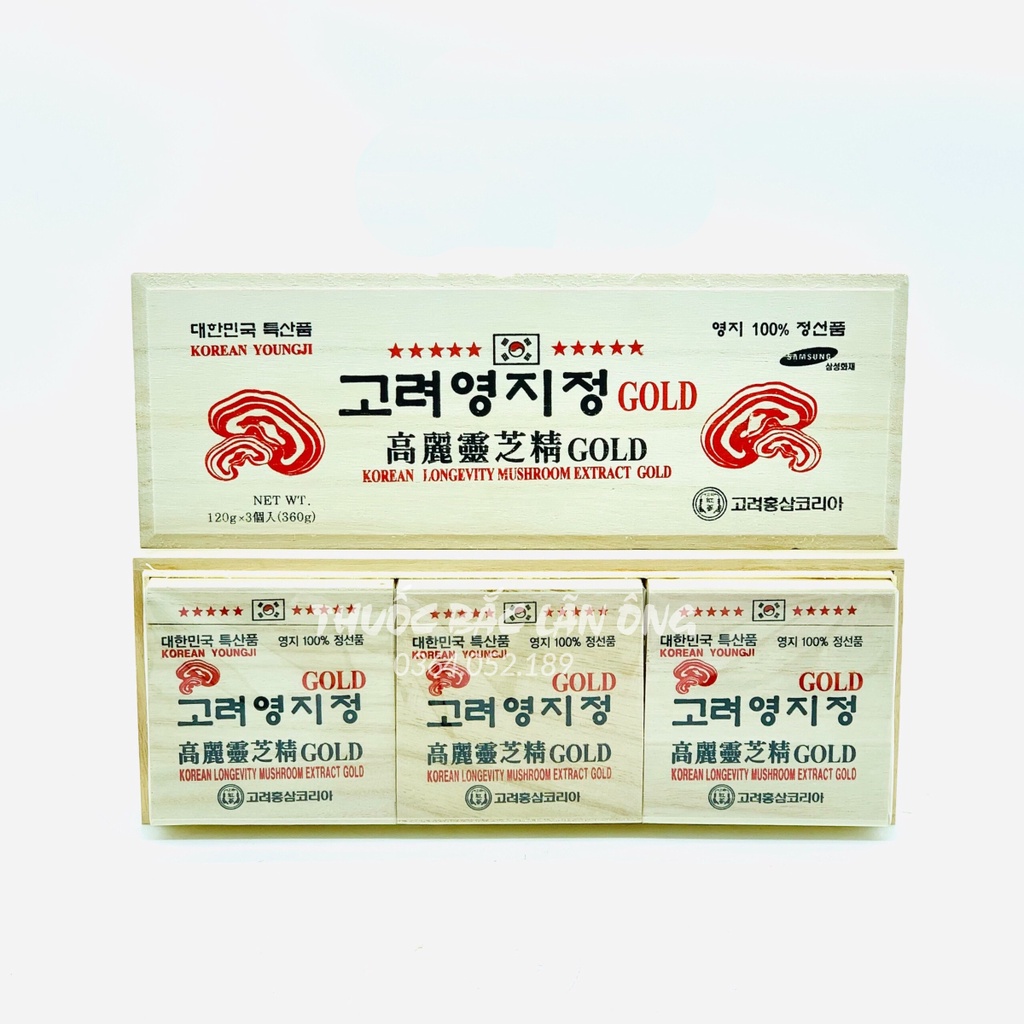 대한민국 특산품
KOREAN YOUNGJI
영지 100% 정선품
SAMSUNG
삼성화재
고려영지정 GOLD
高麗靈芝精 GOLD
KOREAN LONGEVITY MUSHROOM EXTRACT GOLD
NET WT.
120g×3個入(360g)
고려홍삼코리아
THUỐC BẮC LÃN ÔNG
대한민국 특산품 영지 100% 정선품
KOREAN YOUNGJI
GOLD
고려영지정
高麗靈芝精 GOLD
KOREAN LONGEVITY MUSHROOM EXTRACT GOLD
고려홍삼코리아
대한민국 특산품 영지 100% 정선품
KOREAN YOUNGJI
GOLD
고려영지정
高麗靈芝精 GOLD
KOREAN LONGEVITY MUSHROOM EXTRACT GOLD
고려홍삼코리아
대한민국 특산품 영지 100% 정선품
KOREAN YOUNGJI
GOLD
고려영지정
高麗靈芝精 GOLD
KOREAN LONGEVITY MUSHROOM EXTRACT GOLD
고려홍삼코리아